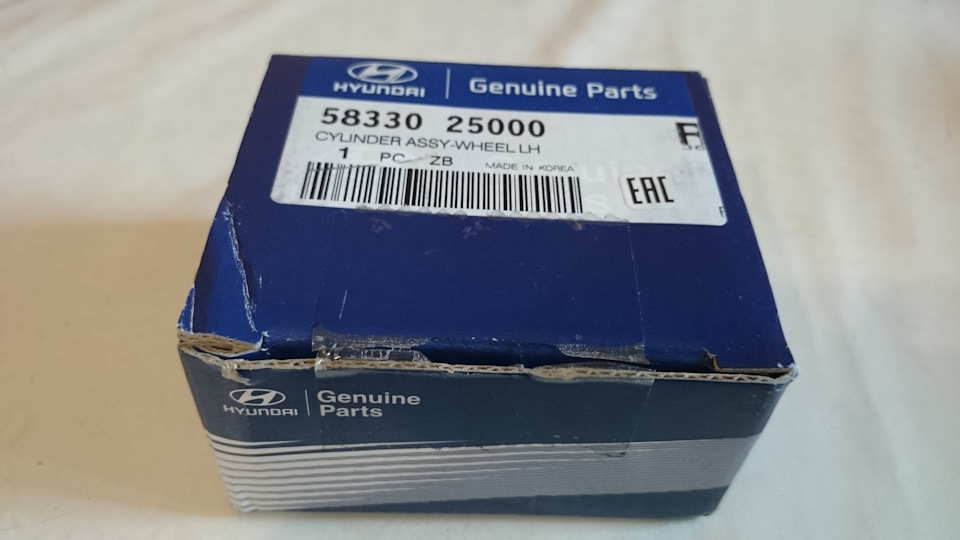 HYUNDAI | Genuine Parts
58330 25000
CYLINDER ASSY-WHEEL LH
1 PC ZB MADE IN KOREA
EAC
HYUNDAI | Genuine
Parts